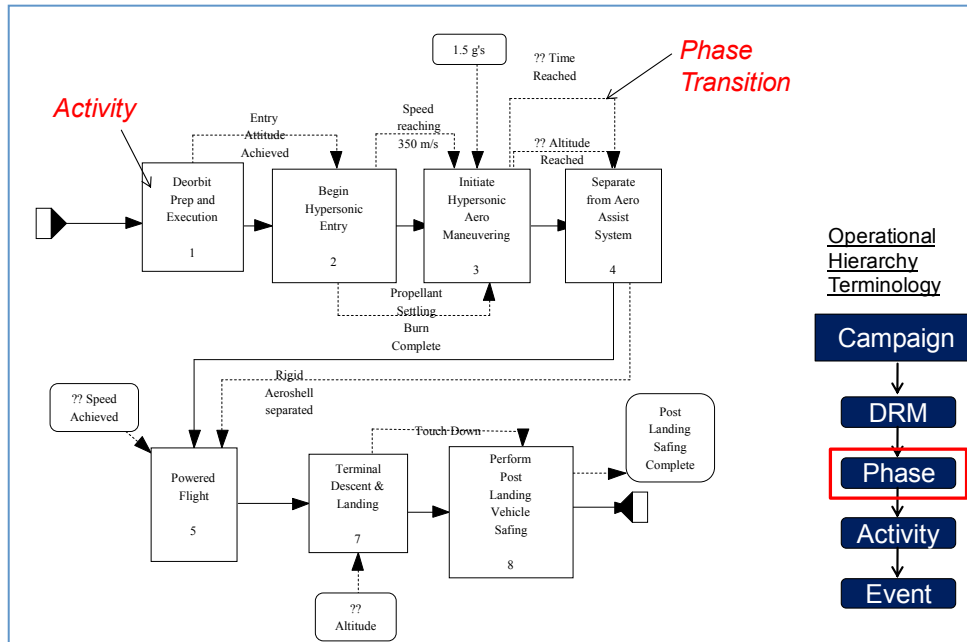 1.5 g's
?? Time
Reached
Phase
Transition
Activity
Entry
Attitude
Achieved
Speed
reaching
350 m/s
?? Altitude
Reached
Deorbit
Prep and
Execution
1
Begin
Hypersonic
Entry
2
Initiate
Hypersonic
Aero
Maneuvering
3
Separate
from Aero
Assist
System
4
Propellant
Settling
Burn
Complete
Rigid
Aeroshell
separated
?? Speed
Achieved
Powered
Flight
5
Terminal
Descent &
Landing
7
??
Altitude
Touch Down
Perform
Post
Landing
Vehicle
Safing
8
Post
Landing
Safing
Complete
Operational
Hierarchy
Terminology
Campaign
DRM
Phase
Activity
Event